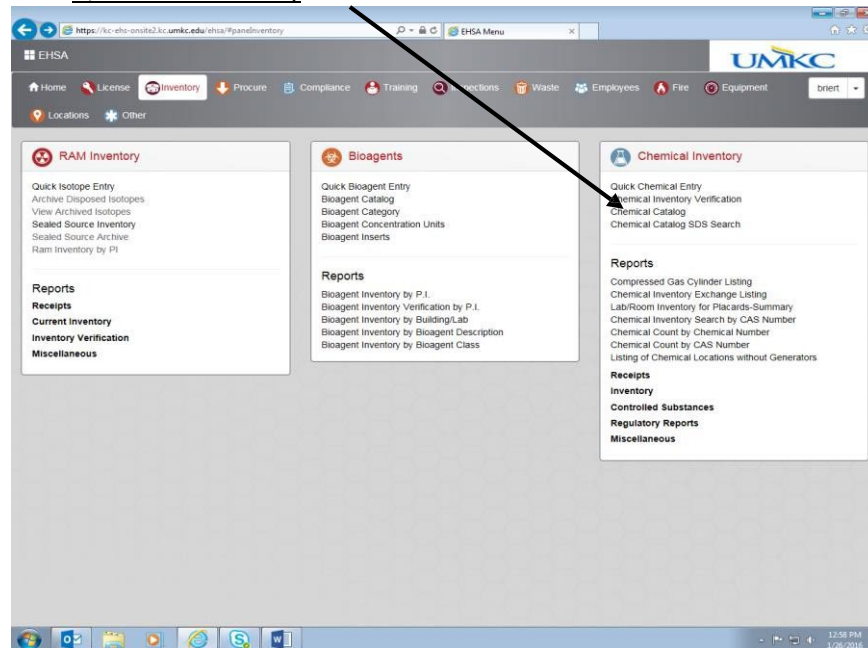 https://kc-ehs-onsite2.kc.umkc.edu/ehsa/#panelInventory
EHSA Menu
EHSA
UMKC
Home License Inventory Procure Compliance Training Inspections Waste Employees Fire Equipment briert
Locations Other
RAM Inventory
Quick Isotope Entry
Archive Disposed Isotopes
View Archived Isotopes
Sealed Source Inventory
Sealed Source Archive
Ram Inventory by PI
Reports
Receipts
Current Inventory
Inventory Verification
Miscellaneous
Bioagents
Quick Bioagent Entry
Bioagent Catalog
Bioagent Category
Bioagent Concentration Units
Bioagent Inserts
Reports
Bioagent Inventory by P.I.
Bioagent Inventory Verification by P.I.
Bioagent Inventory by Building/Lab
Bioagent Inventory by Bioagent Description
Bioagent Inventory by Bioagent Class
Chemical Inventory
Quick Chemical Entry
Chemical Inventory Verification
Chemical Catalog
Chemical Catalog SDS Search
Reports
Compressed Gas Cylinder Listing
Chemical Inventory Exchange Listing
Lab/Room Inventory for Placards-Summary
Chemical Inventory Search by CAS Number
Chemical Count by Chemical Number
Chemical Count by CAS Number
Listing of Chemical Locations without Generators
Receipts
Inventory
Controlled Substances
Regulatory Reports
Miscellaneous
12:58 PM
1/26/2016